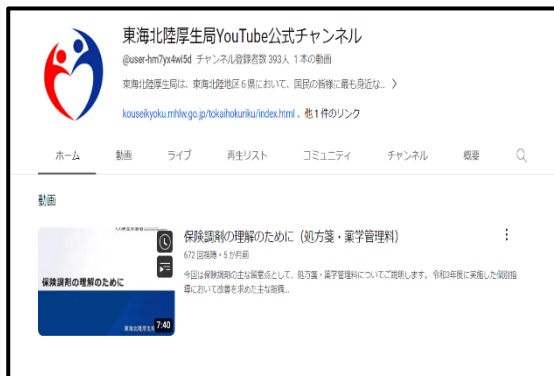 東海北陸厚生局YouTube公式チャンネル
@user-hm7yx4wi5d チャンネル登録者数 393人 1 本の動画
東海北陸厚生局は、東海北陸地区６県において、国民の皆様に最も身近な...
kouseikyoku.mhlw.go.jp/tokaihokuriku/index.html 、他 1 件のリンク
ホーム 動画 ライブ 再生リスト コミュニティ チャンネル 概要
動画
保険調剤の理解のために（処方箋・薬学管理料）
672 回視聴・5 か月前
今回は保険調剤の主な留意点として、処方箋・薬学管理料についてご説明します。 令和3年度に実施した個別指
導において改善を求めた主な指摘...
保険調剤の理解のために
東海北陸厚生局
7:40